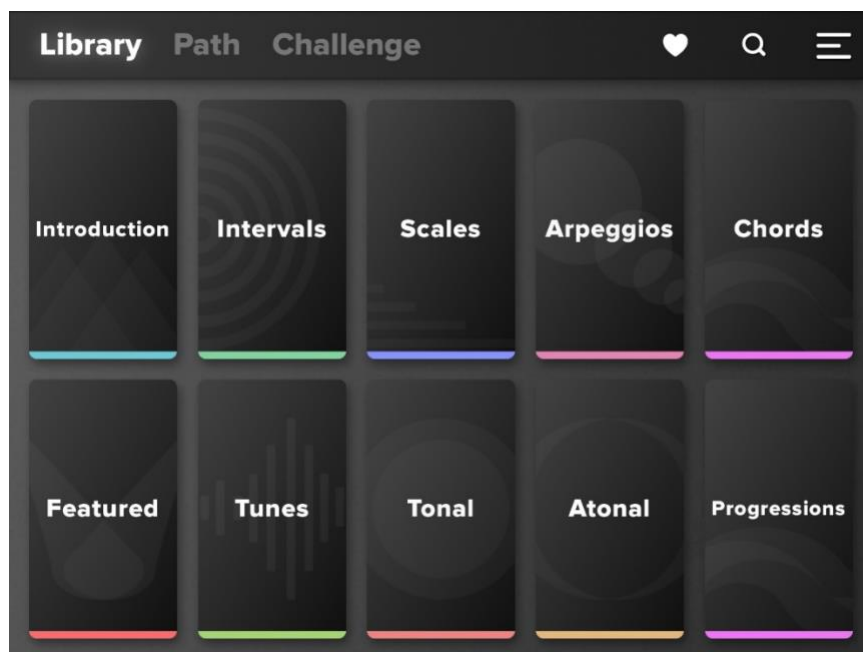 Library Path Challenge
Introduction Intervals Scales Arpeggios Chords
Featured Tunes Tonal Atonal Progressions